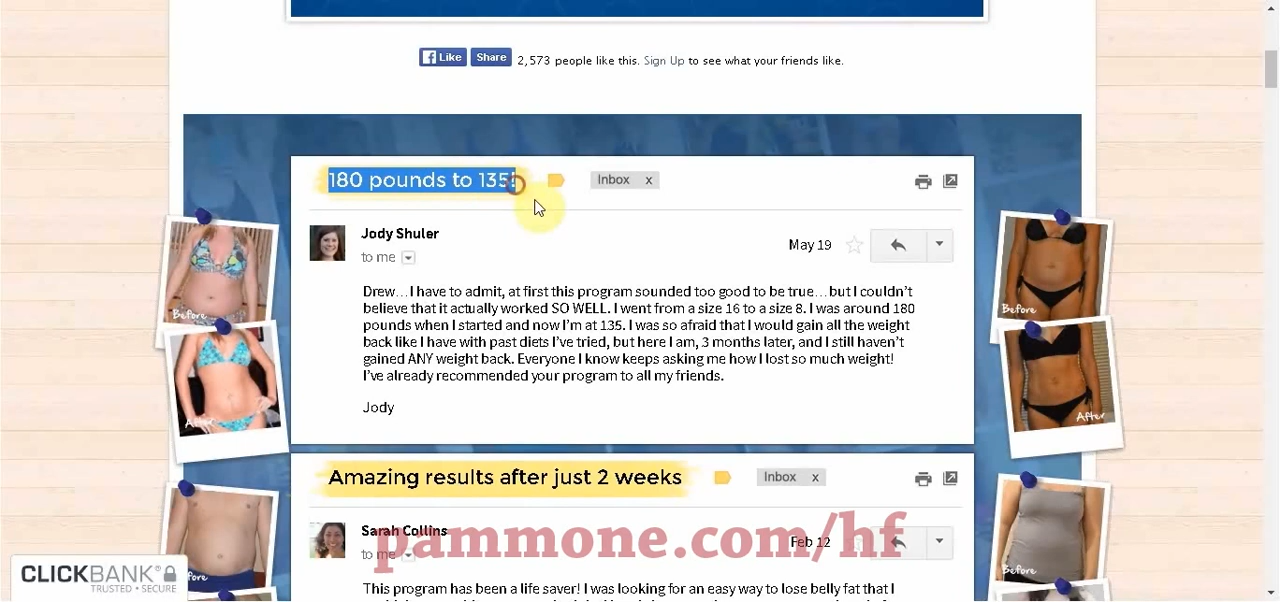 Like Share 2,573 people like this. Sign Up to see what your friends like.
180 pounds to 135! Inbox x
Jody Shuler
to me
May 19
Drew...I have to admit, at first this program sounded too good to be true...but I couldn't
believe that it actually worked SO WELL. I went from a size 16 to a size 8. I was around 180
pounds when I started and now I'm at 135. I was so afraid that I would gain all the weight
back like I have with past diets I've tried, but here I am, 3 months later, and I still haven't
gained ANY weight back. Everyone I know keeps asking me how I lost so much weight!
I've already recommended your program to all my friends.
Jody
Before
After
Before
After
Amazing results after just 2 weeks Inbox x
Sarah Collins
to me
Feb 12
pammone.com/hf
This program has been a life saver! I was looking for an easy way to lose belly fat that I
Before
CLICKBANK®
TRUSTED • SECURE